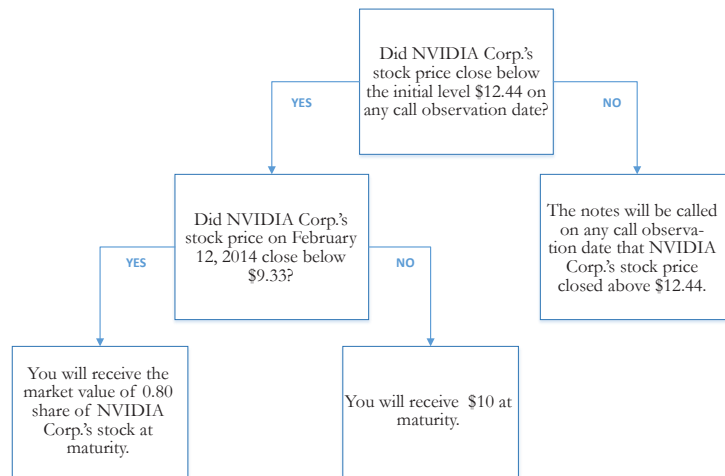 Did NVIDIA Corp.'s
stock price close below
the initial level $12.44 on
any call observation date?
YES
NO
Did NVIDIA Corp.'s
stock price on February
12, 2014 close below
$9.33?
The notes will be called
on any call observa-
tion date that NVIDIA
Corp.'s stock price
closed above $12.44.
YES
NO
You will receive the
market value of 0.80
share of NVIDIA
Corp.'s stock at
maturity.
You will receive $10 at
maturity.